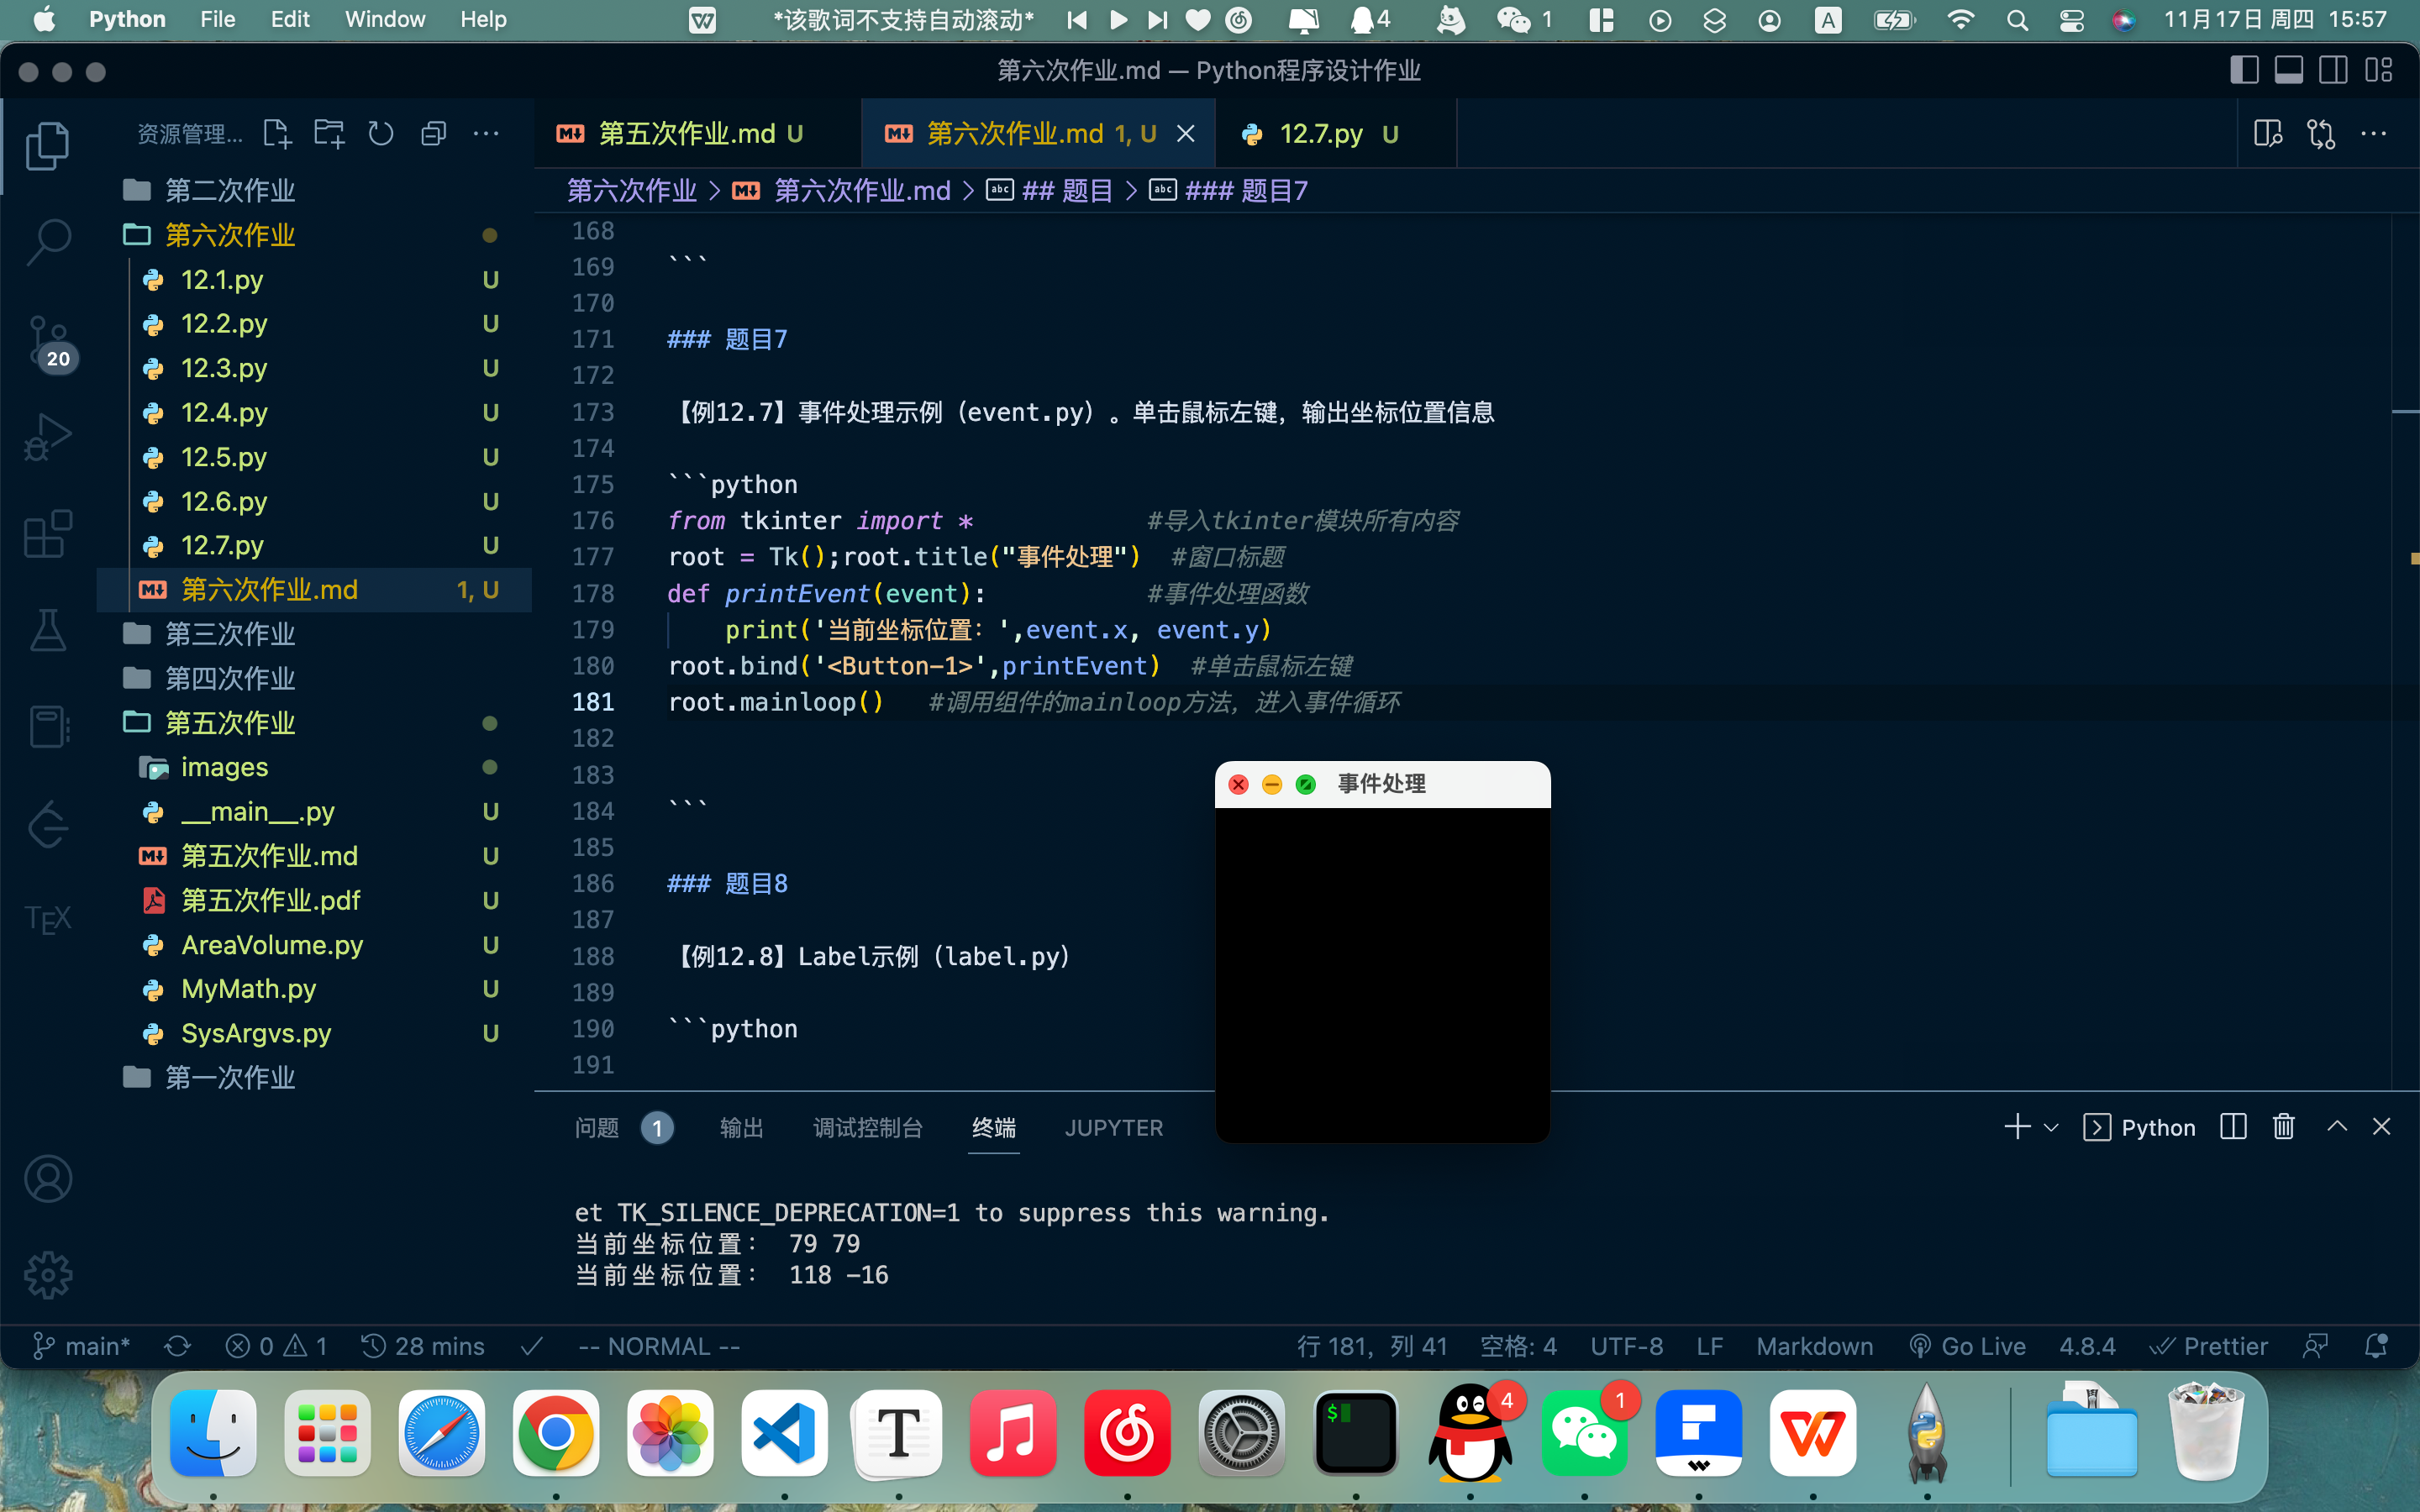 Python File Edit Window Help *该歌词不支持自动滚动* 4 1 A 11月17日 周四 15:57
第六次作业.md — Python程序设计作业
资源管理...
第五次作业.md U 第六次作业.md 1, U 12.7.py U
第六次作业 > 第六次作业.md > ## 题目 > ### 题目7
20
第二次作业
第六次作业
12.1.py U
12.2.py U
12.3.py U
12.4.py U
12.5.py U
12.6.py U
12.7.py U
第六次作业.md 1, U
第三次作业
第四次作业
第五次作业
images
__main__.py U
第五次作业.md U
第五次作业.pdf U
AreaVolume.py U
MyMath.py U
SysArgvs.py U
第一次作业
TEX
168
169 ```
170
171 ### 题目7
172
173 【例12.7】事件处理示例（event.py）。单击鼠标左键，输出坐标位置信息
174
175 ```python
176 from tkinter import * #导入tkinter模块所有内容
177 root = Tk();root.title("事件处理") #窗口标题
178 def printEvent(event): #事件处理函数
179 print('当前坐标位置：',event.x, event.y)
180 root.bind('<Button-1>',printEvent) #单击鼠标左键
181 root.mainloop() #调用组件的mainloop方法，进入事件循环
182
183
184 ```
185
186 ### 题目8
187
188 【例12.8】Label示例（label.py）
189
190 ```python
191
事件处理
问题 1 输出 调试控制台 终端 JUPYTER Python
et TK_SILENCE_DEPRECATION=1 to suppress this warning.
当前坐标位置： 79 79
当前坐标位置： 118 -16
main* 0 1 28 mins -- NORMAL -- 行 181，列 41 空格: 4 UTF-8 LF Markdown Go Live 4.8.4 Prettier
T $ 4 1